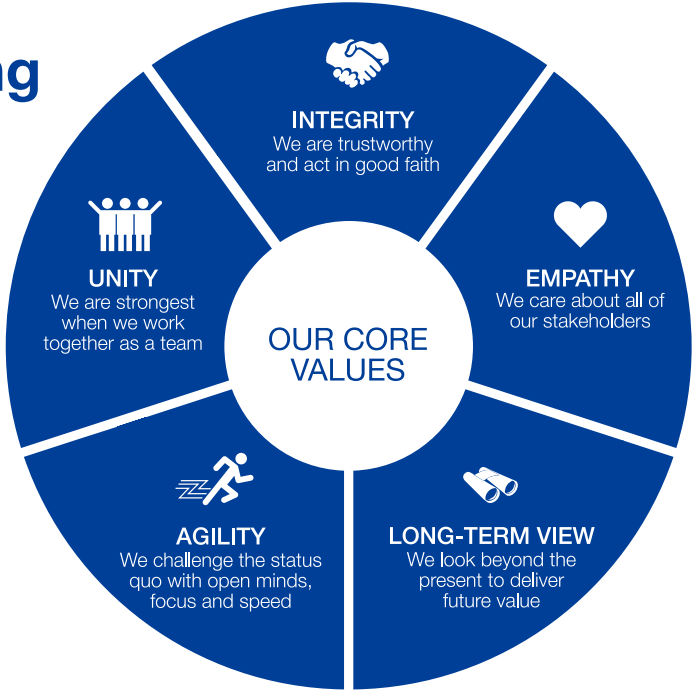 ng
INTEGRITY
We are trustworthy
and act in good faith
EMPATHY
We care about all of
our stakeholders
LONG-TERM VIEW
We look beyond the
present to deliver
future value
AGILITY
We challenge the status
quo with open minds,
focus and speed
UNITY
We are strongest
when we work
together as a team
OUR CORE
VALUES